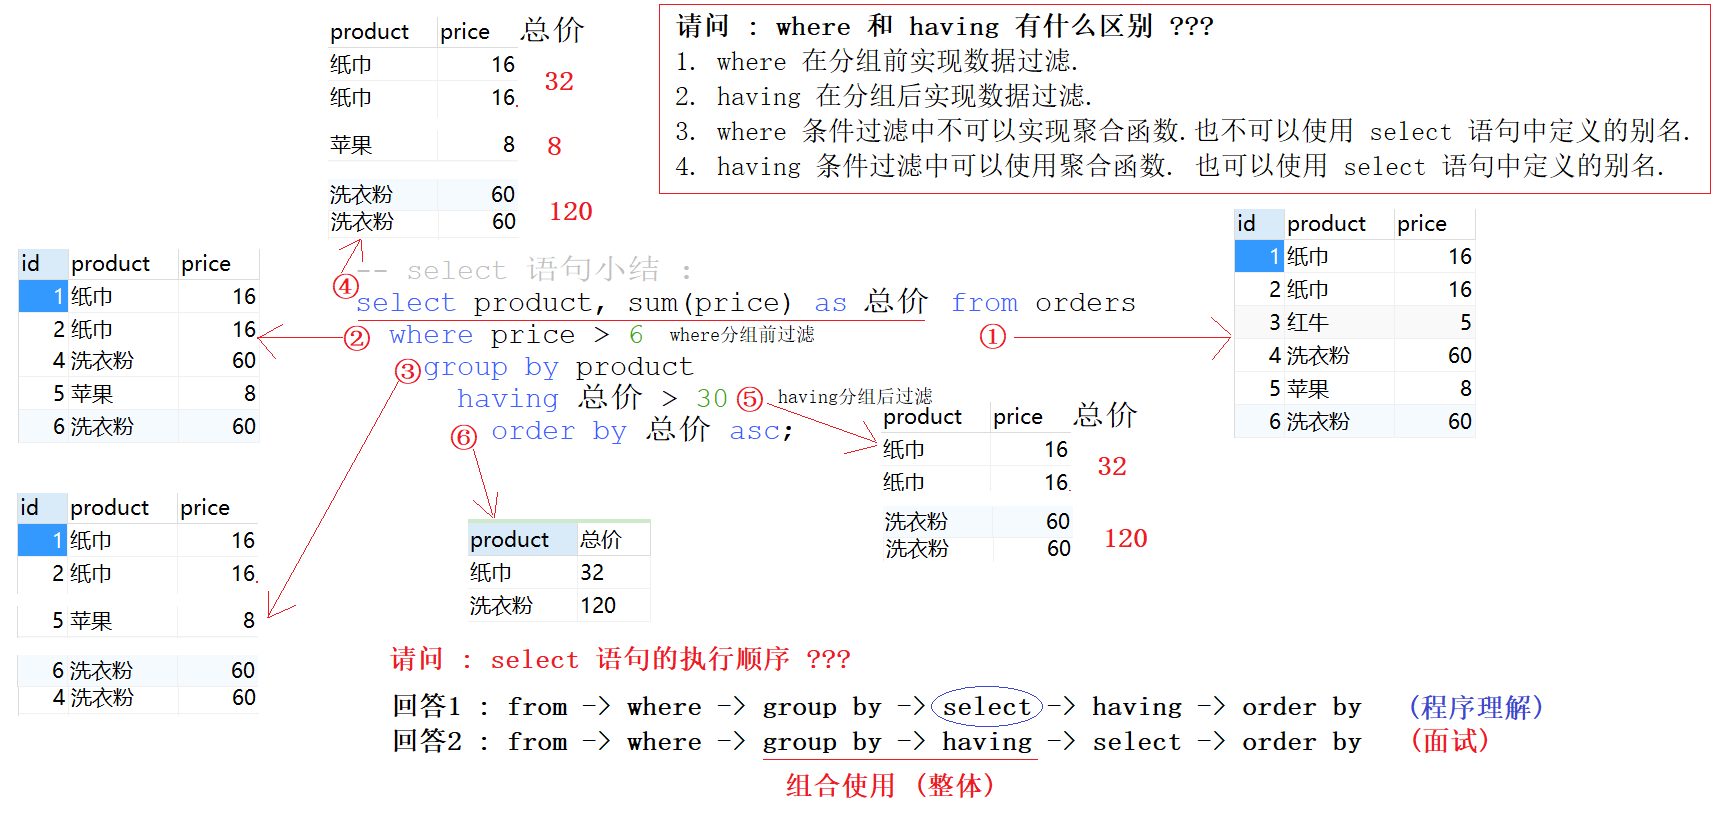 product price 总价
纸巾 16
纸巾 16
32
苹果 8
8
洗衣粉 60
洗衣粉 60
120
请问 : where 和 having 有什么区别 ???
1. where 在分组前实现数据过滤.
2. having 在分组后实现数据过滤.
3. where 条件过滤中不可以实现聚合函数.也不可以使用 select 语句中定义的别名.
4. having 条件过滤中可以使用聚合函数. 也可以使用 select 语句中定义的别名.
id product price
1 纸巾 16
2 纸巾 16
4 洗衣粉 60
5 苹果 8
6 洗衣粉 60
-- select 语句小结 :
④
select product, sum(price) as 总价 from orders
② where price > 6 where分组前过滤 ①
③ group by product
having 总价 > 30 ⑤ having分组后过滤
⑥ order by 总价 asc;
id product price
1 纸巾 16
2 纸巾 16
3 红牛 5
4 洗衣粉 60
5 苹果 8
6 洗衣粉 60
product price 总价
纸巾 16
纸巾 16
32
洗衣粉 60
洗衣粉 60
120
id product price
1 纸巾 16
2 纸巾 16
5 苹果 8
6 洗衣粉 60
4 洗衣粉 60
product 总价
纸巾 32
洗衣粉 120
请问 : select 语句的执行顺序 ???
回答1 : from -> where -> group by -> select -> having -> order by (程序理解)
回答2 : from -> where -> group by -> having -> select -> order by (面试)
组合使用 (整体)